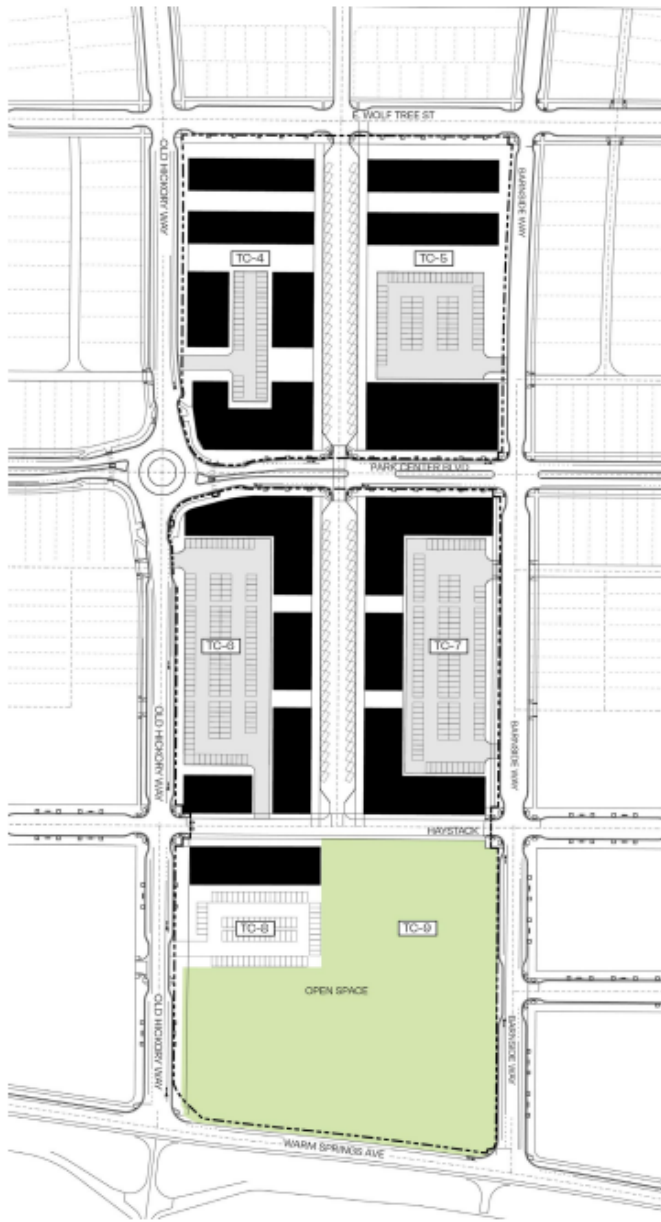 E. WOLF TREE ST
OLD HICKORY WAY
BARNSIDE WAY
TC-4
TC-5
PARK CENTER BLVD
TC-6
TC-7
OLD HICKORY WAY
BARNSIDE WAY
HAYSTACK
TC-8
TC-9
OPEN SPACE
OLD HICKORY WAY
BARNSIDE WAY
WARM SPRINGS AVE